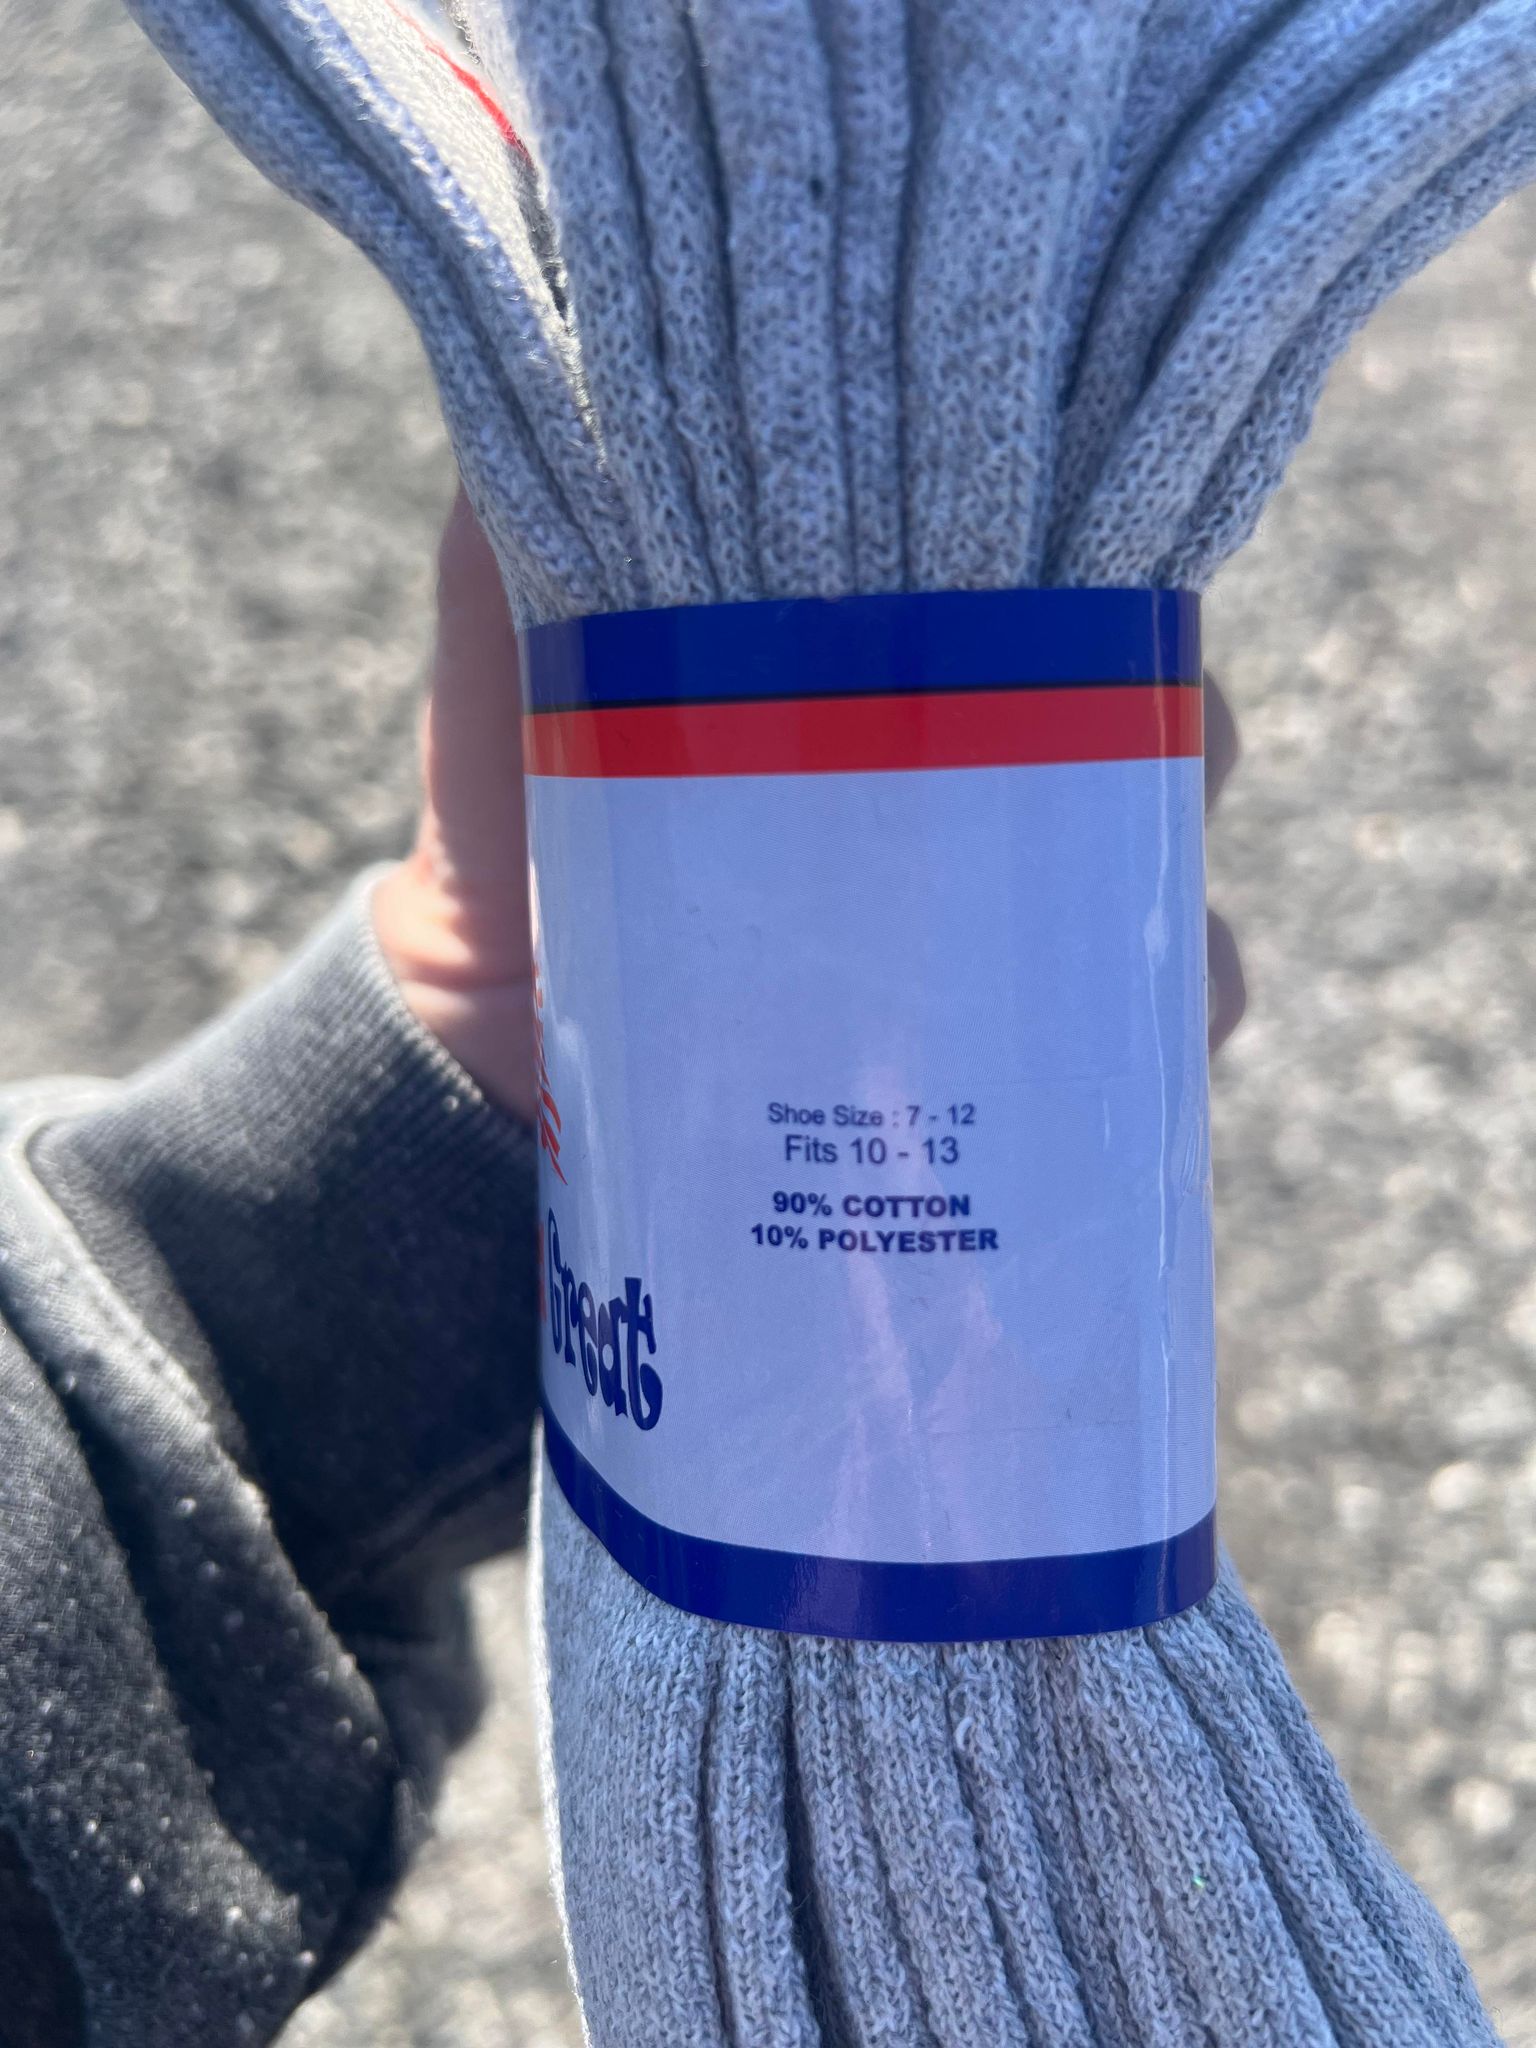 Shoe Size : 7 - 12
Fits 10 - 13
90% COTTON
10% POLYESTER
Great